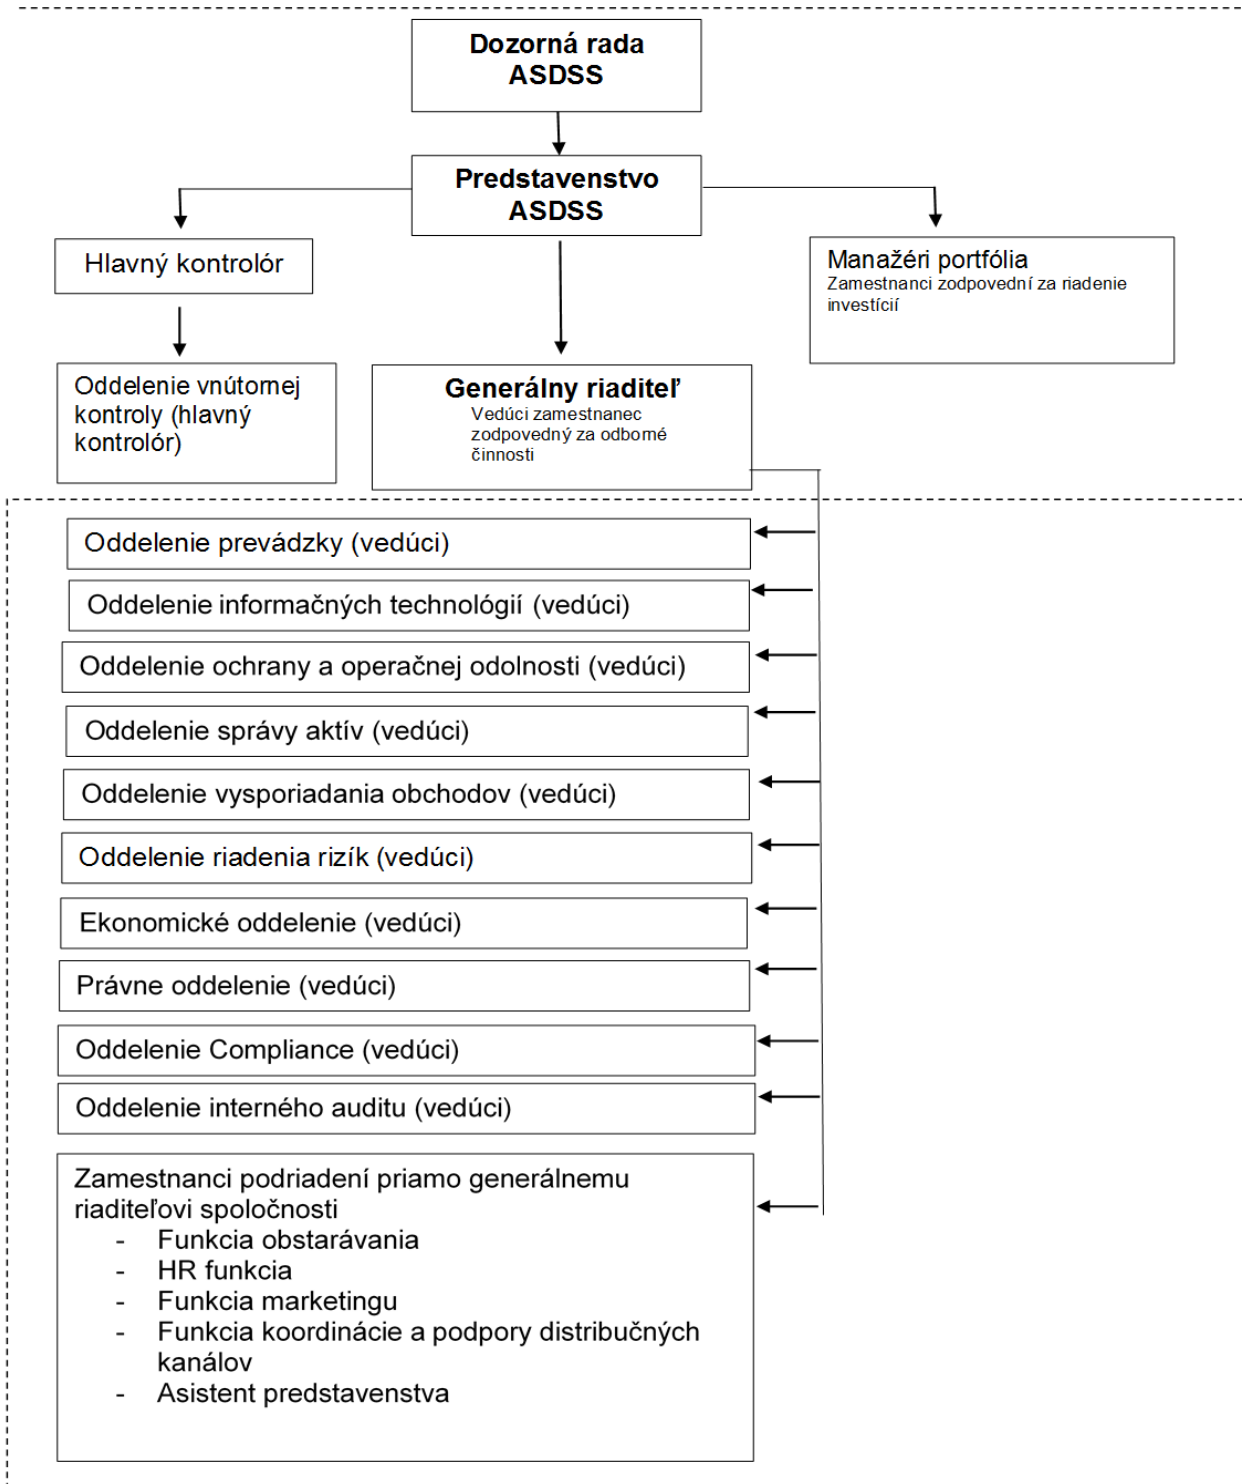 Dozorná rada
ASDSS
Predstavenstvo
ASDSS
Hlavný kontrolór
Manažéri portfólia
Zamestnanci zodpovední za riadenie
investícií
Oddelenie vnútornej
kontroly (hlavný
kontrolór)
Generálny riaditeľ
Vedúci zamestnanec
zodpovedný za odborné
činnosti
Oddelenie prevádzky (vedúci)
Oddelenie informačných technológií (vedúci)
Oddelenie ochrany a operačnej odolnosti (vedúci)
Oddelenie správy aktív (vedúci)
Oddelenie vysporiadania obchodov (vedúci)
Oddelenie riadenia rizík (vedúci)
Ekonomické oddelenie (vedúci)
Právne oddelenie (vedúci)
Oddelenie Compliance (vedúci)
Oddelenie interného auditu (vedúci)
Zamestnanci podriadení priamo generálnemu
riaditeľovi spoločnosti
- Funkcia obstarávania
- HR funkcia
- Funkcia marketingu
- Funkcia koordinácie a podpory distribučných
kanálov
- Asistent predstavenstva